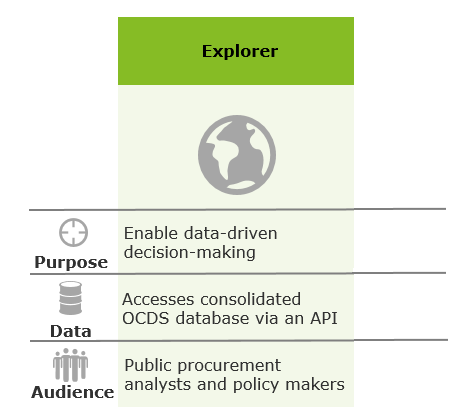 Explorer
Purpose
Enable data-driven
decision-making
Data
Accesses consolidated
OCDS database via an API
Audience
Public procurement
analysts and policy makers